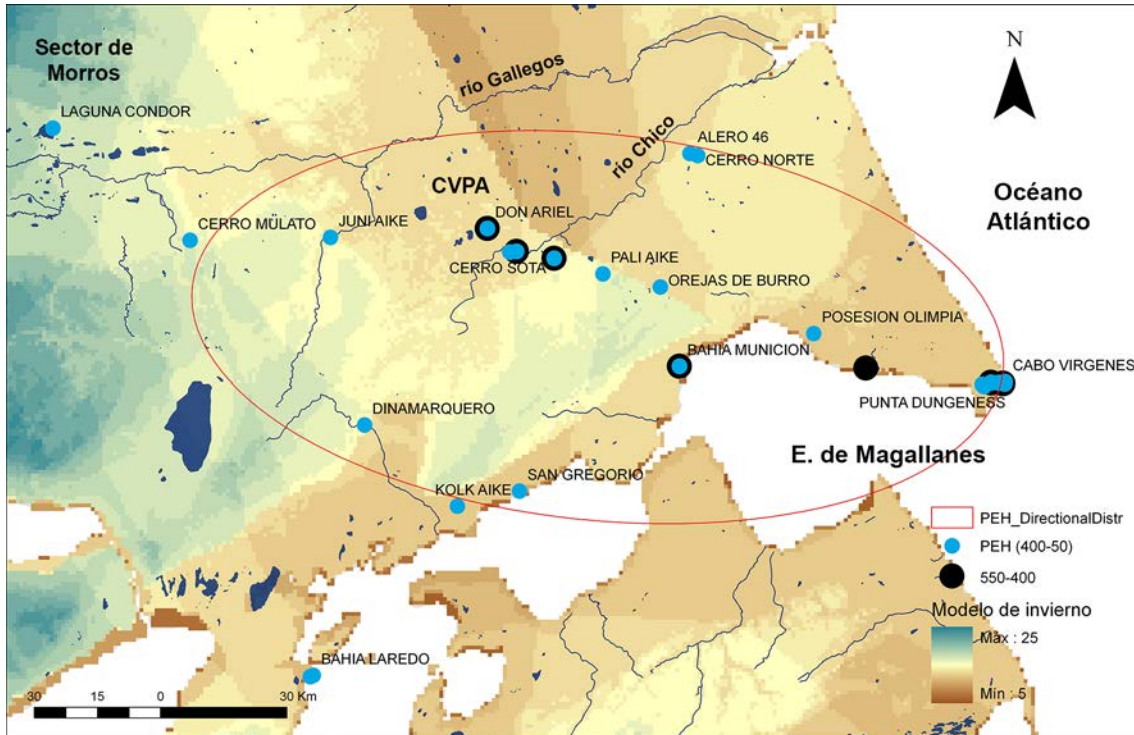 Sector de
Morros
LAGUNA CONDOR
río Gallegos
N
ALERO 46
CERRO NORTE
río Chico
CVPA
Océano
Atlántico
CERRO MÜLATO
JUNI AIKE
DON ARIEL
CERRO SOTA
PALI AIKE
OREJAS DE BURRO
POSESION OLIMPIA
BAHIA MUNICION
CABO VIRGENES
PUNTA DUNGENESS
DINAMARQUERO
E. de Magallanes
SAN GREGORIO
KOLK AIKE
PEH_DirectionalDistr
PEH (400-50)
550-400
Modelo de invierno
Máx : 25
Mín : 5
BAHIA LAREDO
30 15 0 30 Km